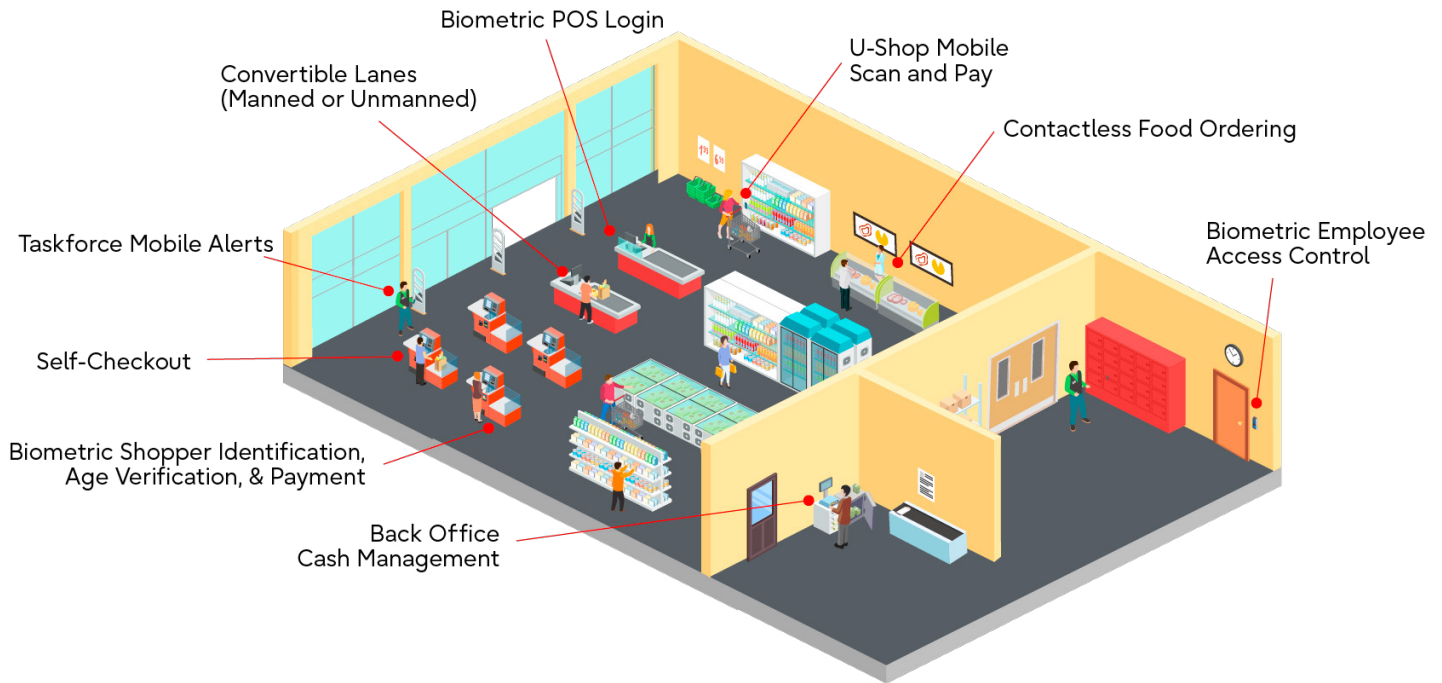 Biometric POS Login
U-Shop Mobile
Scan and Pay
Convertible Lanes
(Manned or Unmanned)
Contactless Food Ordering
Biometric Employee
Access Control
Taskforce Mobile Alerts
Self-Checkout
Biometric Shopper Identification,
Age Verification, & Payment
Back Office
Cash Management